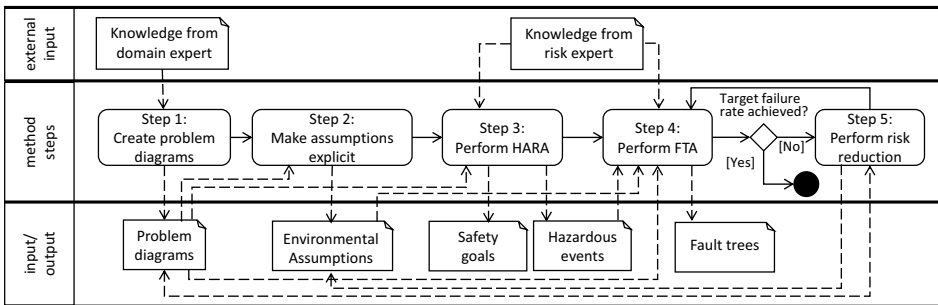 external
input
Knowledge from
domain expert
Knowledge from
risk expert
method
steps
Step 1:
Create problem
diagrams
Step 2:
Make assumptions
explicit
Step 3:
Perform HARA
Step 4:
Perform FTA
Target failure
rate achieved?
[Yes]
[No]
Step 5:
Perform risk
reduction
input/
output
Problem
diagrams
Environmental
Assumptions
Safety
goals
Hazardous
events
Fault trees